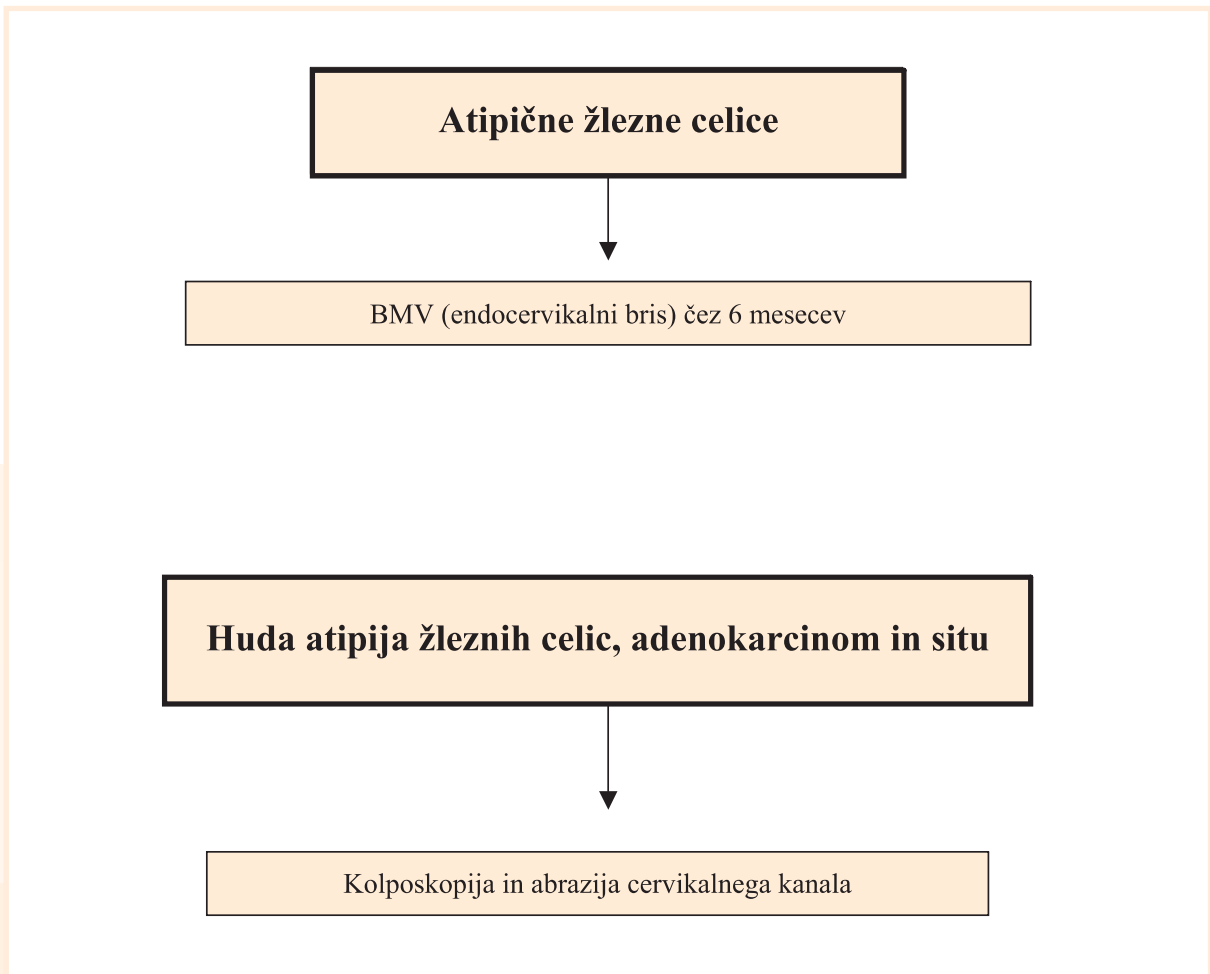 Atipične žlezne celice
BMV (endocervikalni bris) čez 6 mesecev
Huda atipija žleznih celic, adenokarcinom in situ
Kolposkopija in abrazija cervikalnega kanala